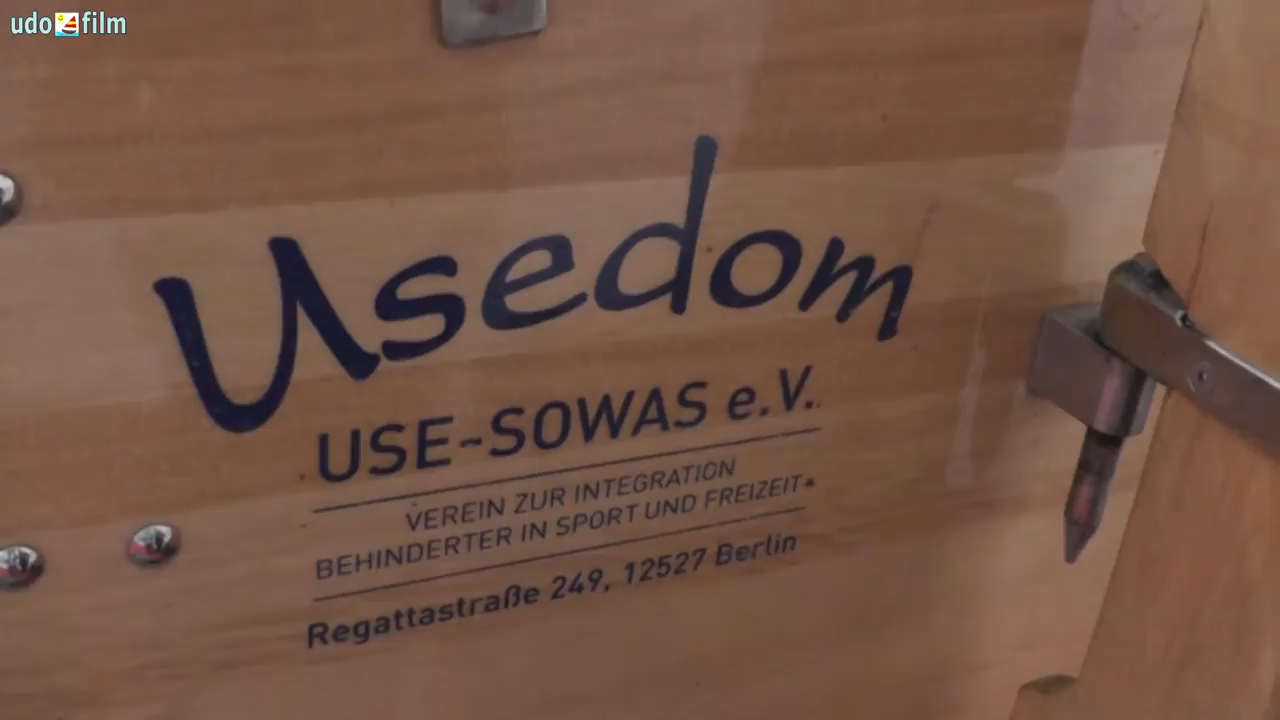 udo film
Usedom
USE-SOWAS e.V.
VEREIN ZUR INTEGRATION
BEHINDERTER IN SPORT UND FREIZEIT
Regattastraße 249, 12527 Berlin